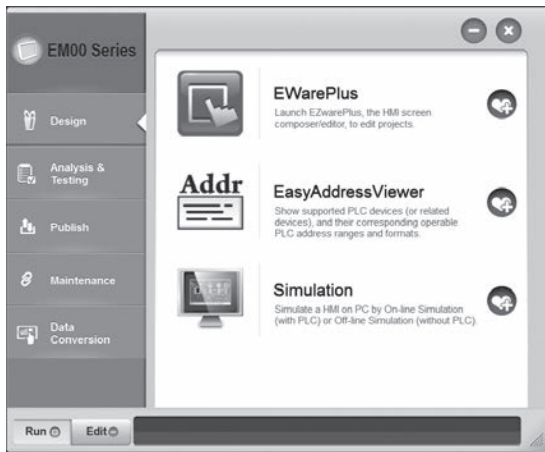 EM00 Series
Design
Analysis &
Testing
Publish
Maintenance
Data
Conversion
EWarePlus
Launch EZwarePlus, the HMI screen
composer/editor, to edit projects.
Addr
EasyAddressViewer
Show supported PLC devices (or related
devices), and their corresponding operable
PLC address ranges and formats.
Simulation
Simulate a HMI on PC by On-line Simulation
(with PLC) or Off-line Simulation (without PLC).
Run
Edit